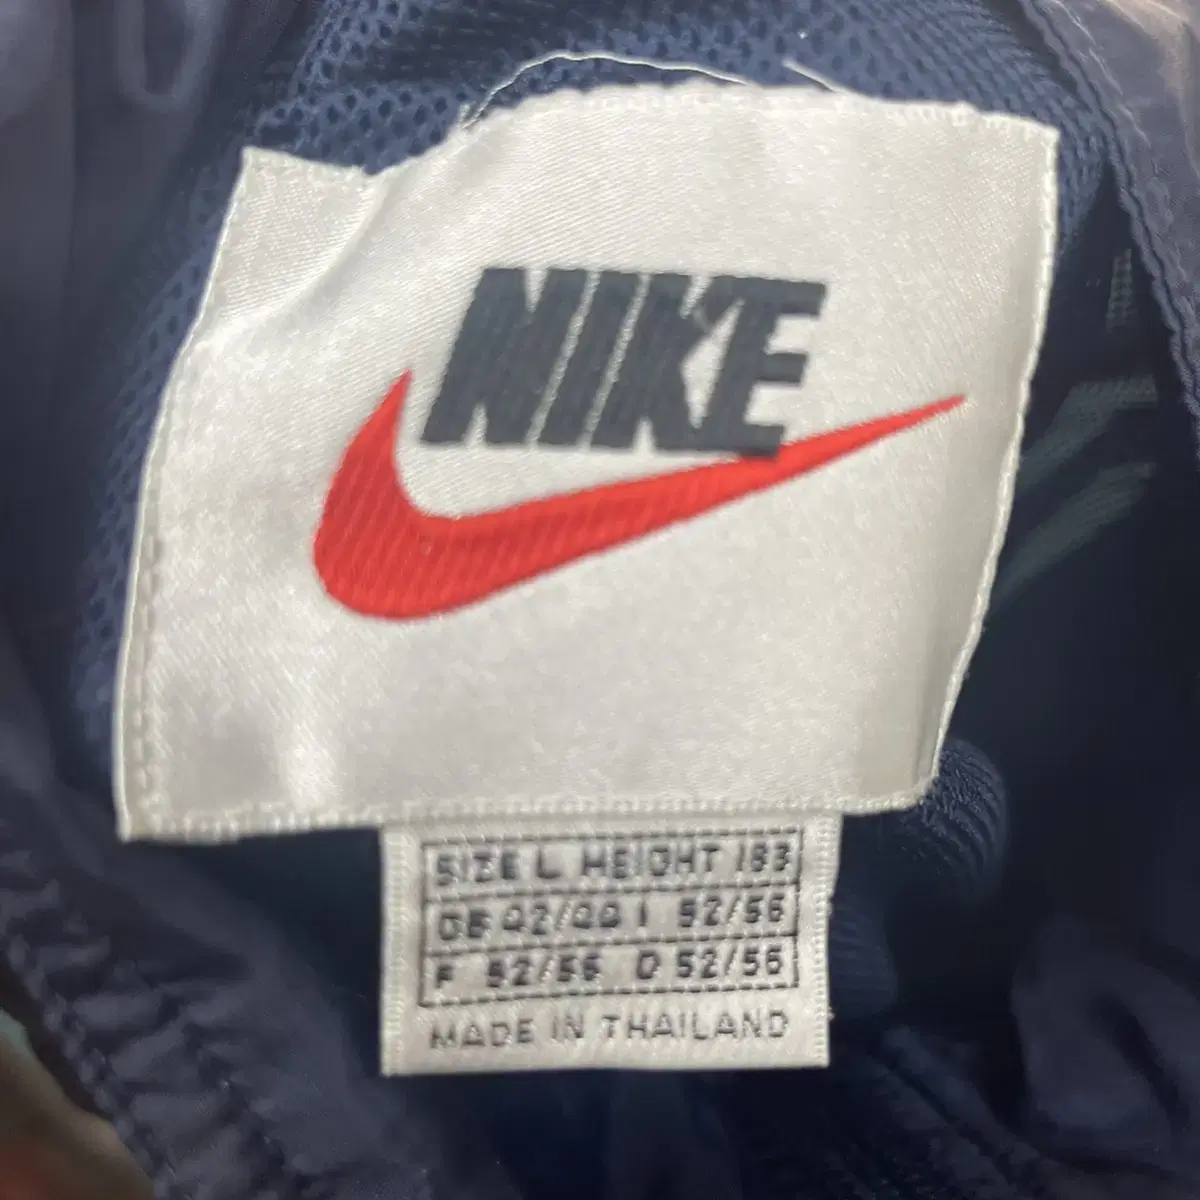 NIKE
SIZE L HEIGHT 183
GB 42/44 I 52/56
F 52/56 D 52/56
MADE IN THAILAND